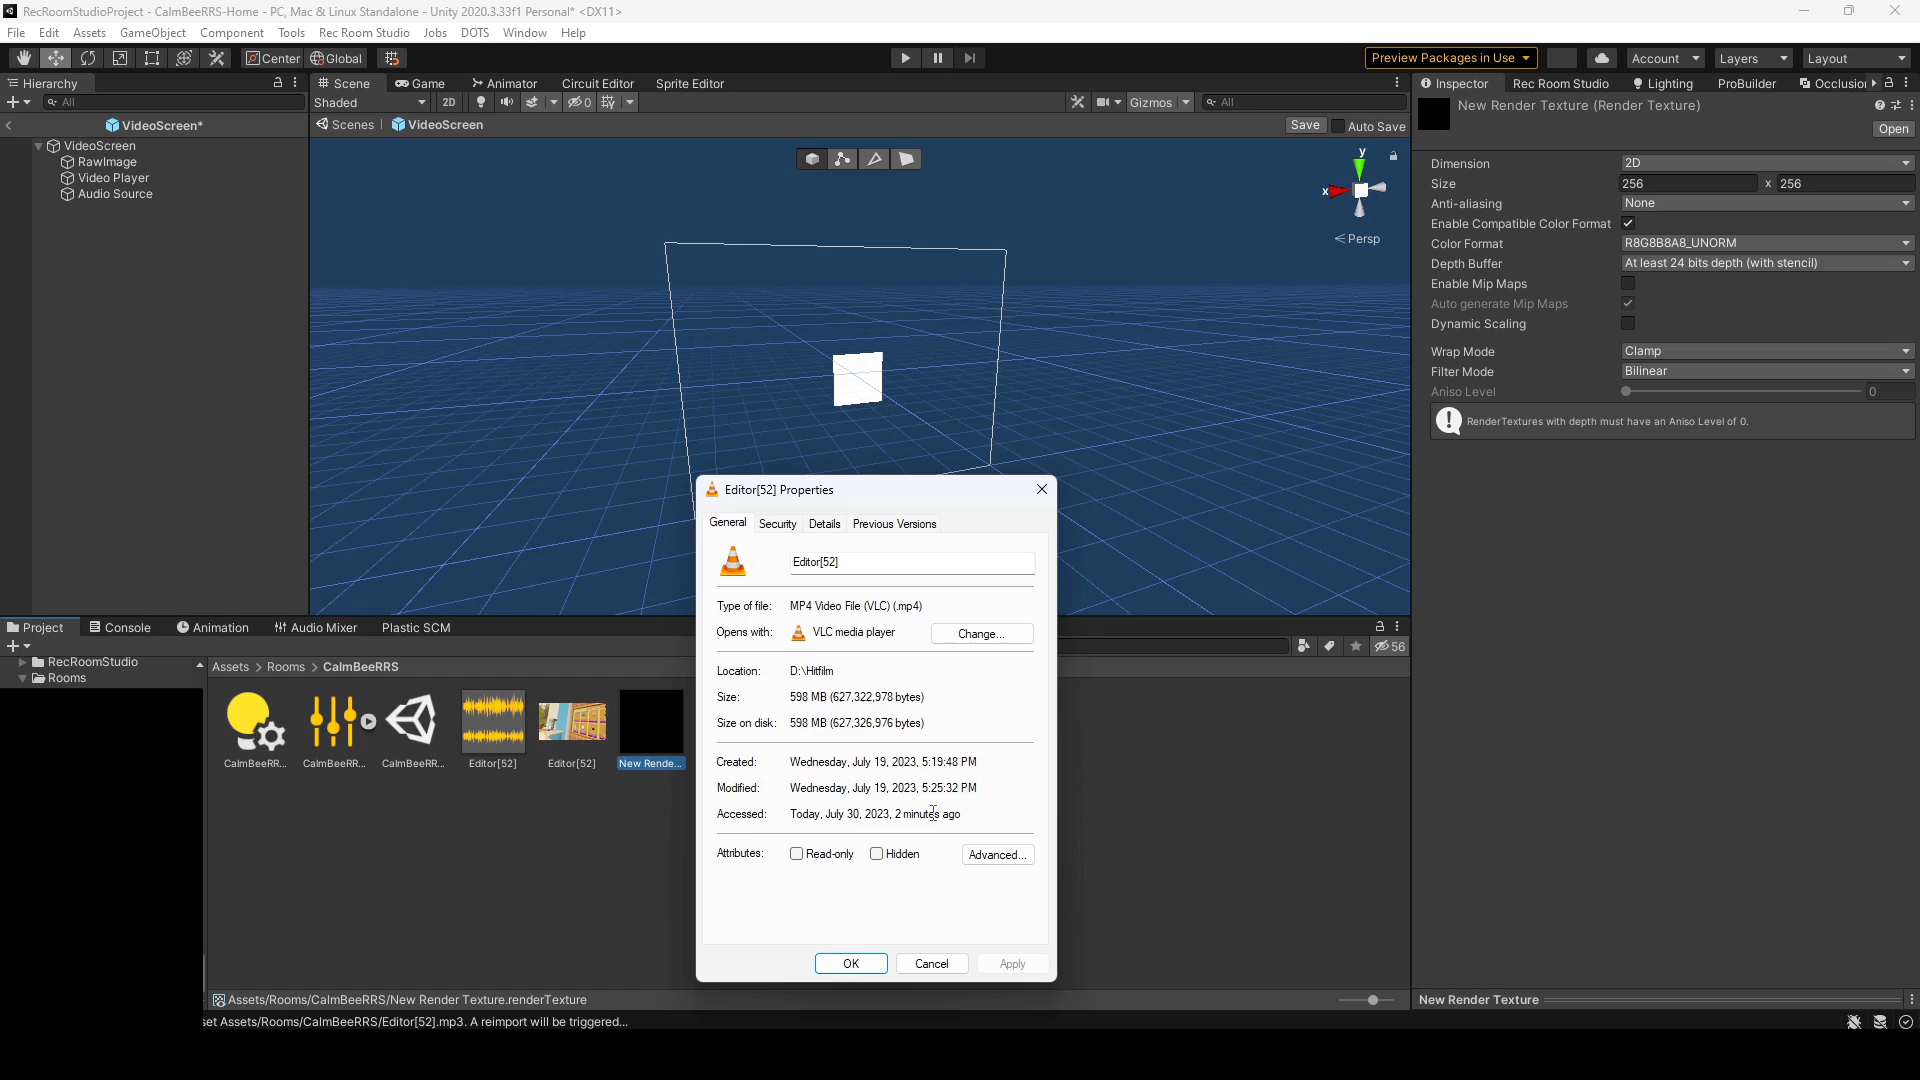 RecRoomStudioProject - CalmBeeRRS-Home - PC, Mac & Linux Standalone - Unity 2020.3.33f1 Personal* <DX11>
File Edit Assets GameObject Component Tools Rec Room Studio Jobs DOTS Window Help
Center Global Preview Packages in Use Account Layers Layout
Hierarchy
All
VideoScreen*
VideoScreen
RawImage
Video Player
Audio Source
Scene Game Animator Circuit Editor Sprite Editor
Shaded 2D 0 Gizmos All
Scenes VideoScreen Save Auto Save
y
x
Persp
Inspector Rec Room Studio Lighting ProBuilder Occlusio
New Render Texture (Render Texture)
Open
Dimension 2D
Size 256 x 256
Anti-aliasing None
Enable Compatible Color Format
Color Format R8G8B8A8_UNORM
Depth Buffer At least 24 bits depth (with stencil)
Enable Mip Maps
Auto generate Mip Maps
Dynamic Scaling
Wrap Mode Clamp
Filter Mode Bilinear
Aniso Level 0
RenderTextures with depth must have an Aniso Level of 0.
Editor[52] Properties
General Security Details Previous Versions
Editor[52]
Type of file: MP4 Video File (VLC) (.mp4)
Opens with: VLC media player Change...
Location: D:\Hitfilm
Size: 598 MB (627,322,978 bytes)
Size on disk: 598 MB (627,326,976 bytes)
Created: Wednesday, July 19, 2023, 5:19:48 PM
Modified: Wednesday, July 19, 2023, 5:25:32 PM
Accessed: Today, July 30, 2023, 2 minutes ago
Attributes: Read-only Hidden Advanced...
OK Cancel Apply
Project Console Animation Audio Mixer Plastic SCM
56
RecRoomStudio
Rooms
Assets > Rooms > CalmBeeRRS
CalmBeeRR... CalmBeeRR... CalmBeeRR... Editor[52] Editor[52] New Rende...
Assets/Rooms/CalmBeeRRS/New Render Texture.renderTexture
New Render Texture
set Assets/Rooms/CalmBeeRRS/Editor[52].mp3. A reimport will be triggered...